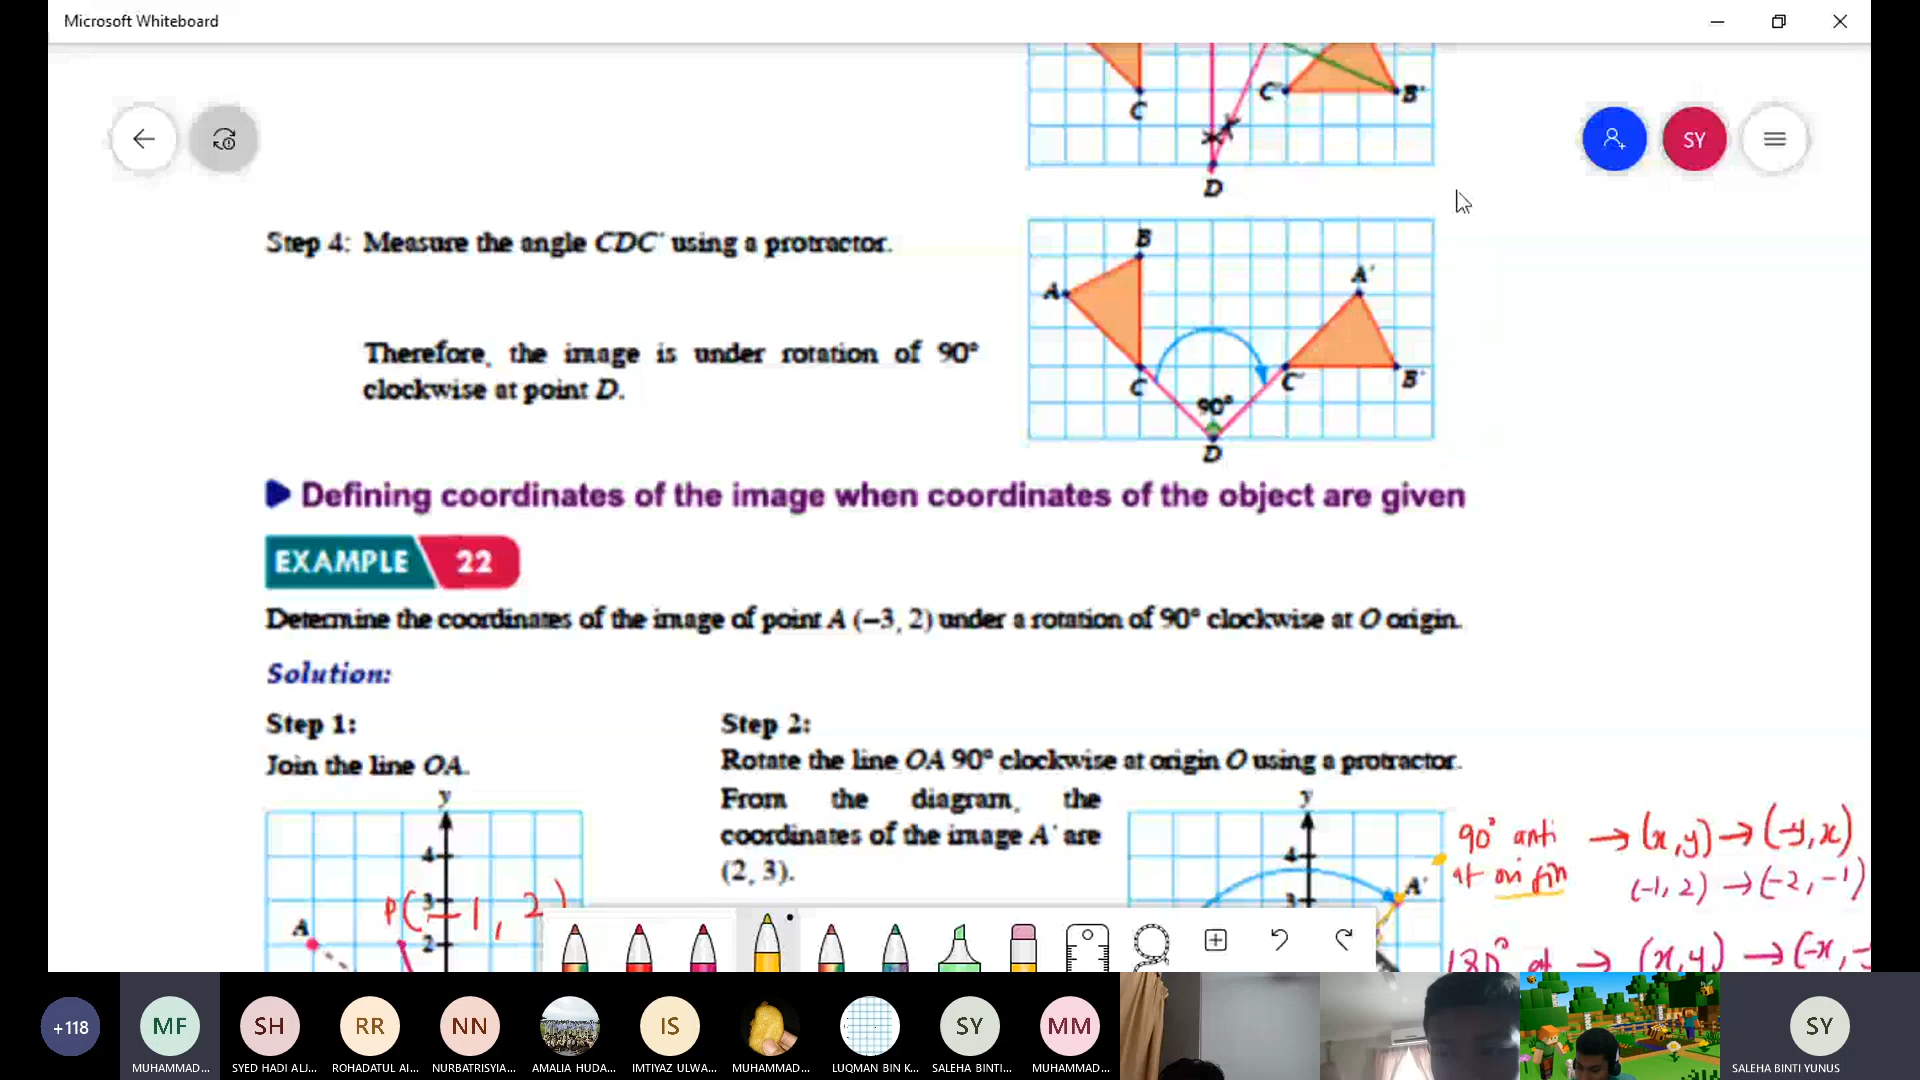 Microsoft Whiteboard
C
C'
B'
D
SY
Step 4: Measure the angle CDC' using a protractor.
B
A
A'
C
C'
B'
90°
D
Therefore, the image is under rotation of 90°
clockwise at point D.
Defining coordinates of the image when coordinates of the object are given
EXAMPLE 22
Determine the coordinates of the image of point A (−3, 2) under a rotation of 90° clockwise at O origin.
Solution:
Step 1:
Join the line OA.
Step 2:
Rotate the line OA 90° clockwise at origin O using a protractor.
From the diagram, the
coordinates of the image A' are
(2, 3).
y
4
3
2
A
P(-1, 2)
y
4
3
A'
90° anti → (x,y) → (-y,x)
at origin (-1, 2) → (-2, -1)
180° at → (x,y) → (-x, -
+118
MF
MUHAMMAD...
SH
SYED HADI ALJ...
RR
ROHADATUL AI...
NN
NURBATRISYIA...
AMALIA HUDA...
IS
IMTIYAZ ULWA...
MUHAMMAD...
LUQMAN BIN K...
SY
SALEHA BINTI...
MM
MUHAMMAD...
SY
SALEHA BINTI YUNUS